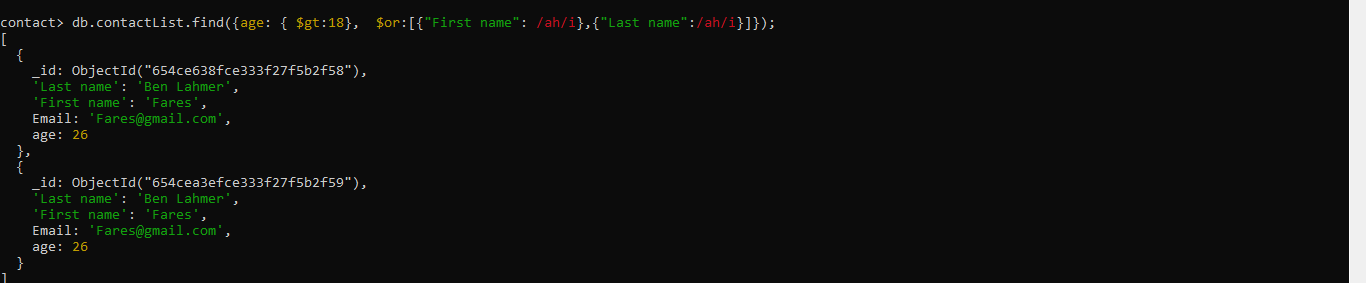 contact> db.contactList.find({age: { $gt:18},  $or:[{"First name": /ah/i},{"Last name":/ah/i}]});
[
  {
    _id: ObjectId("654ce638fce333f27f5b2f58"),
    'Last name': 'Ben Lahmer',
    'First name': 'Fares',
    Email: 'Fares@gmail.com',
    age: 26
  },
  {
    _id: ObjectId("654cea3efce333f27f5b2f59"),
    'Last name': 'Ben Lahmer',
    'First name': 'Fares',
    Email: 'Fares@gmail.com',
    age: 26
  }
]